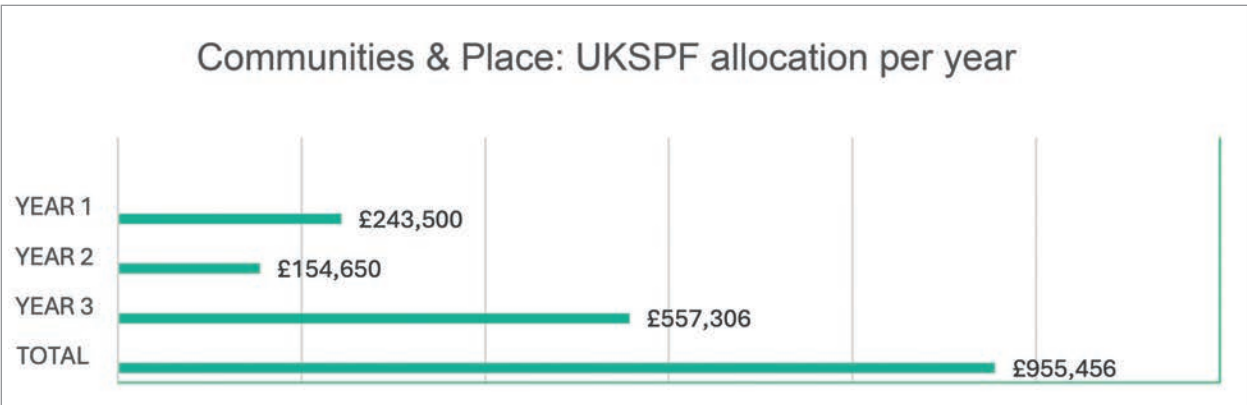 Communities & Place: UKSPF allocation per year
YEAR 1 £243,500
YEAR 2 £154,650
YEAR 3 £557,306
TOTAL £955,456